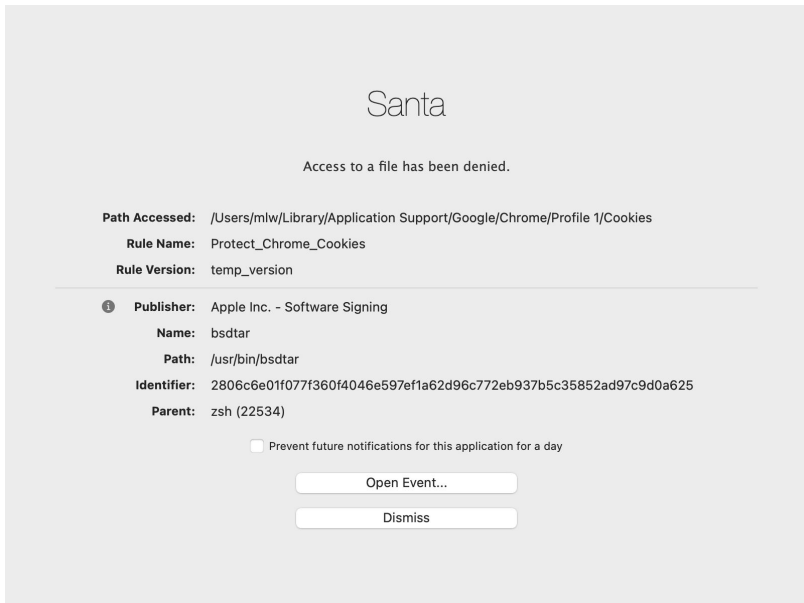 Santa
Access to a file has been denied.
Path Accessed: /Users/mlw/Library/Application Support/Google/Chrome/Profile 1/Cookies
Rule Name: Protect_Chrome_Cookies
Rule Version: temp_version
Publisher: Apple Inc. - Software Signing
Name: bsdtar
Path: /usr/bin/bsdtar
Identifier: 2806c6e01f077f360f4046e597ef1a62d96c772eb937b5c35852ad97c9d0a625
Parent: zsh (22534)
Prevent future notifications for this application for a day
Open Event...
Dismiss